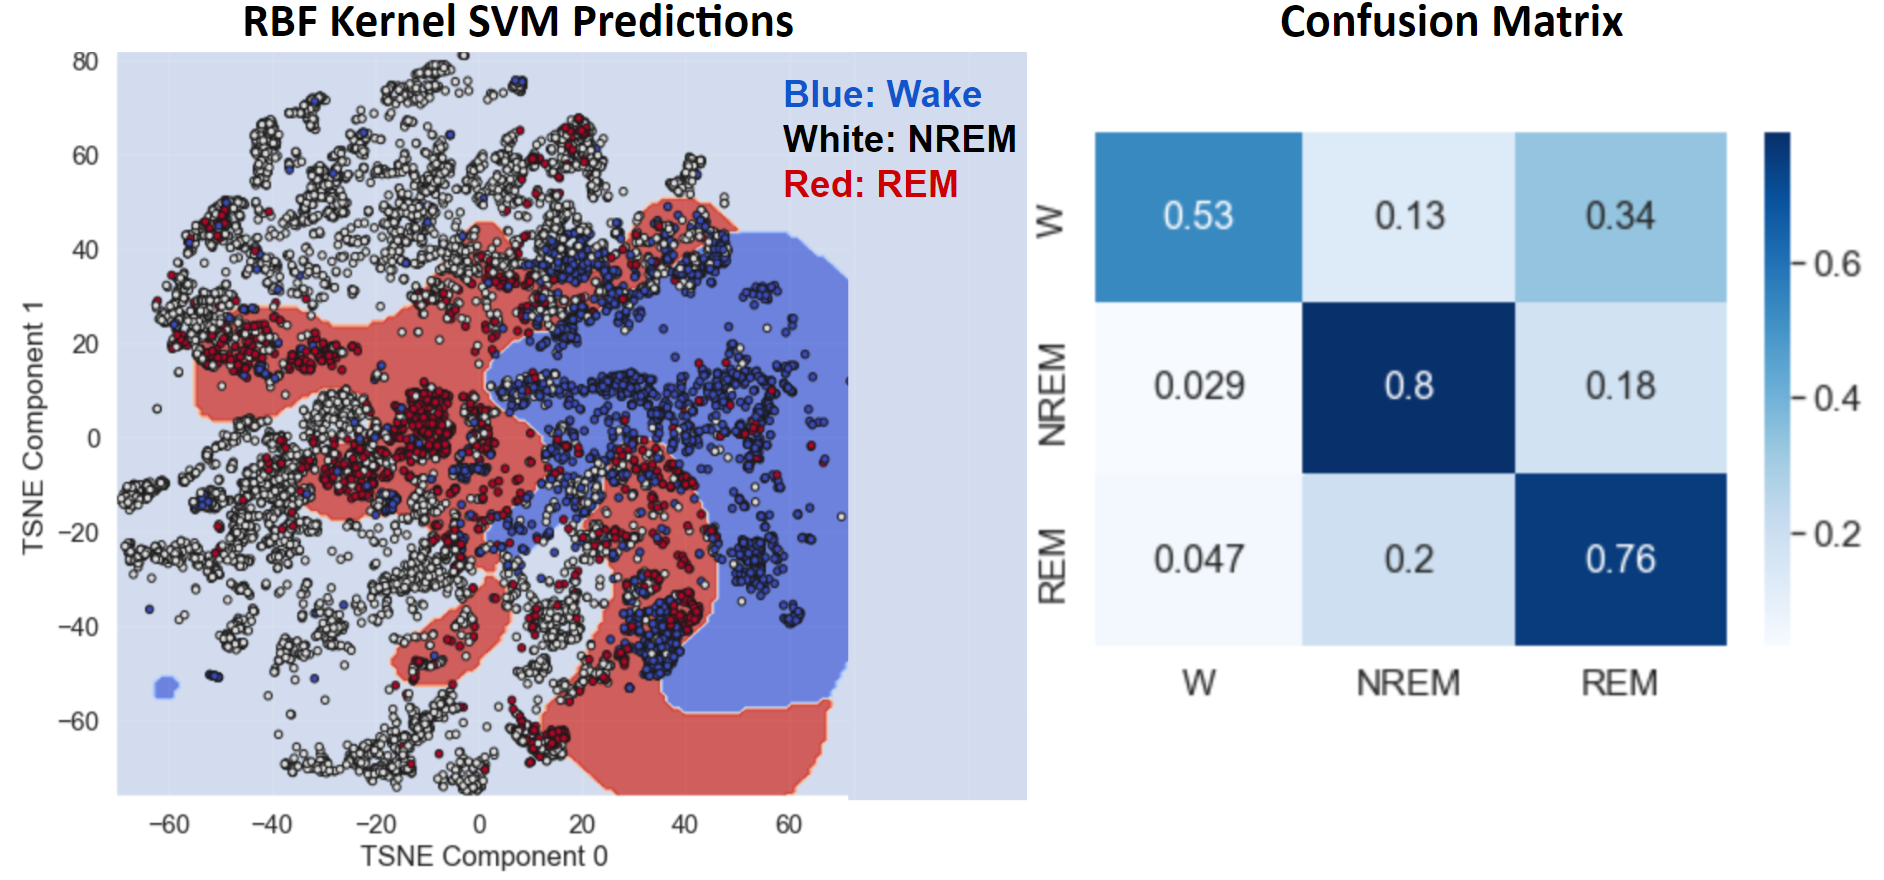 RBF Kernel SVM Predictions
80
60
40
20
0
−20
−40
−60
TSNE Component 1
Blue: Wake
White: NREM
Red: REM
−60 −40 −20 0 20 40 60
TSNE Component 0
Confusion Matrix
W 0.53 0.13 0.34
NREM 0.029 0.8 0.18
REM 0.047 0.2 0.76
W NREM REM
0.6
0.4
0.2